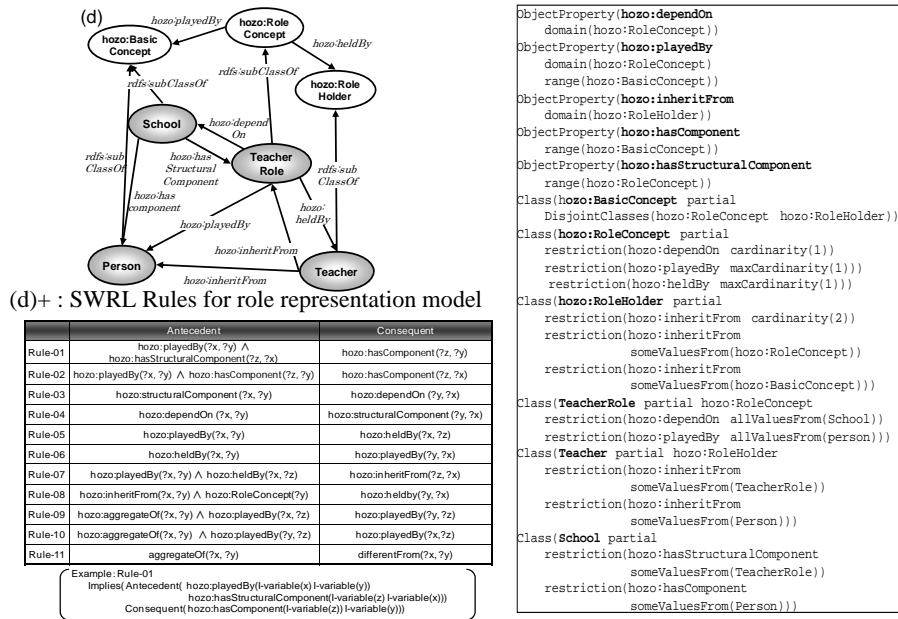 (d)
hozo:playedBy
hozo:Basic
Concept
hozo:Role
Concept
hozo:heldBy
rdfs:subClassOf
rdfs:subClassOf
hozo:Role
Holder
School
hozo:depend
On
hozo:has
Structural
Component
Teacher
Role
rdfs:sub
ClassOf
rdfs:sub
ClassOf
hozo:has
component
hozo:playedBy
hozo:
heldBy
hozo:inheritFrom
Person
Teacher
hozo:inheritFrom
(d)+ : SWRL Rules for role representation model
Antecedent Consequent
Rule-01 hozo:playedBy(?x, ?y) ∧
hozo:hasStructuralComponent(?z, ?x) hozo:hasComponent(?z, ?y)
Rule-02 hozo:playedBy(?x, ?y) ∧ hozo:hasComponent(?z, ?y) hozo:hasComponent(?z, ?x)
Rule-03 hozo:structuralComponent(?x, ?y) hozo:dependOn (?y, ?x)
Rule-04 hozo:dependOn (?x, ?y) hozo:structuralComponent (?y, ?x)
Rule-05 hozo:playedBy(?x, ?y) hozo:heldBy(?x, ?z)
Rule-06 hozo:heldBy(?x, ?y) hozo:playedBy(?y, ?x)
Rule-07 hozo:playedBy(?x, ?y) ∧ hozo:heldBy(?x, ?z) hozo:inheritFrom(?z, ?x)
Rule-08 hozo:inheritFrom(?x, ?y) ∧ hozo:RoleConcept(?y) hozo:heldby(?y, ?x)
Rule-09 hozo:aggregateOf(?x, ?y) ∧ hozo:playedBy(?x, ?z) hozo:playedBy(?y, ?z)
Rule-10 hozo:aggregateOf(?x, ?y) ∧ hozo:playedBy(?y, ?z) hozo:playedBy(?x,?z)
Rule-11 aggregateOf(?x, ?y) differentFrom(?x, ?y)
Example: Rule-01
Implies( Antecedent( hozo:playedBy(I-variable(x) I-variable(y))
hozo:hasStructuralComponent(I-variable(z) I-variable(x)))
Consequent( hozo:hasComponent(I-variable(z)) I-variable(y)))
ObjectProperty(hozo:dependOn
domain(hozo:RoleConcept))
ObjectProperty(hozo:playedBy
domain(hozo:RoleConcept)
range(hozo:BasicConcept))
ObjectProperty(hozo:inheritFrom
domain(hozo:RoleHolder))
ObjectProperty(hozo:hasComponent
range(hozo:BasicConcept))
ObjectProperty(hozo:hasStructuralComponent
range(hozo:RoleConcept))
Class(hozo:BasicConcept partial
DisjointClasses(hozo:RoleConcept hozo:RoleHolder))
Class(hozo:RoleConcept partial
restriction(hozo:dependOn cardinarity(1))
restriction(hozo:playedBy maxCardinarity(1)))
restriction(hozo:heldBy maxCardinarity(1)))
Class(hozo:RoleHolder partial
restriction(hozo:inheritFrom cardinarity(2))
restriction(hozo:inheritFrom
someValuesFrom(hozo:RoleConcept))
restriction(hozo:inheritFrom
someValuesFrom(hozo:BasicConcept)))
Class(TeacherRole partial hozo:RoleConcept
restriction(hozo:dependOn allValuesFrom(School))
restriction(hozo:playedBy allValuesFrom(person)))
Class(Teacher partial hozo:RoleHolder
restriction(hozo:inheritFrom
someValuesFrom(TeacherRole))
restriction(hozo:inheritFrom
someValuesFrom(Person)))
Class(School partial
restriction(hozo:hasStructuralComponent
someValuesFrom(TeacherRole))
restriction(hozo:hasComponent
someValuesFrom(Person)))